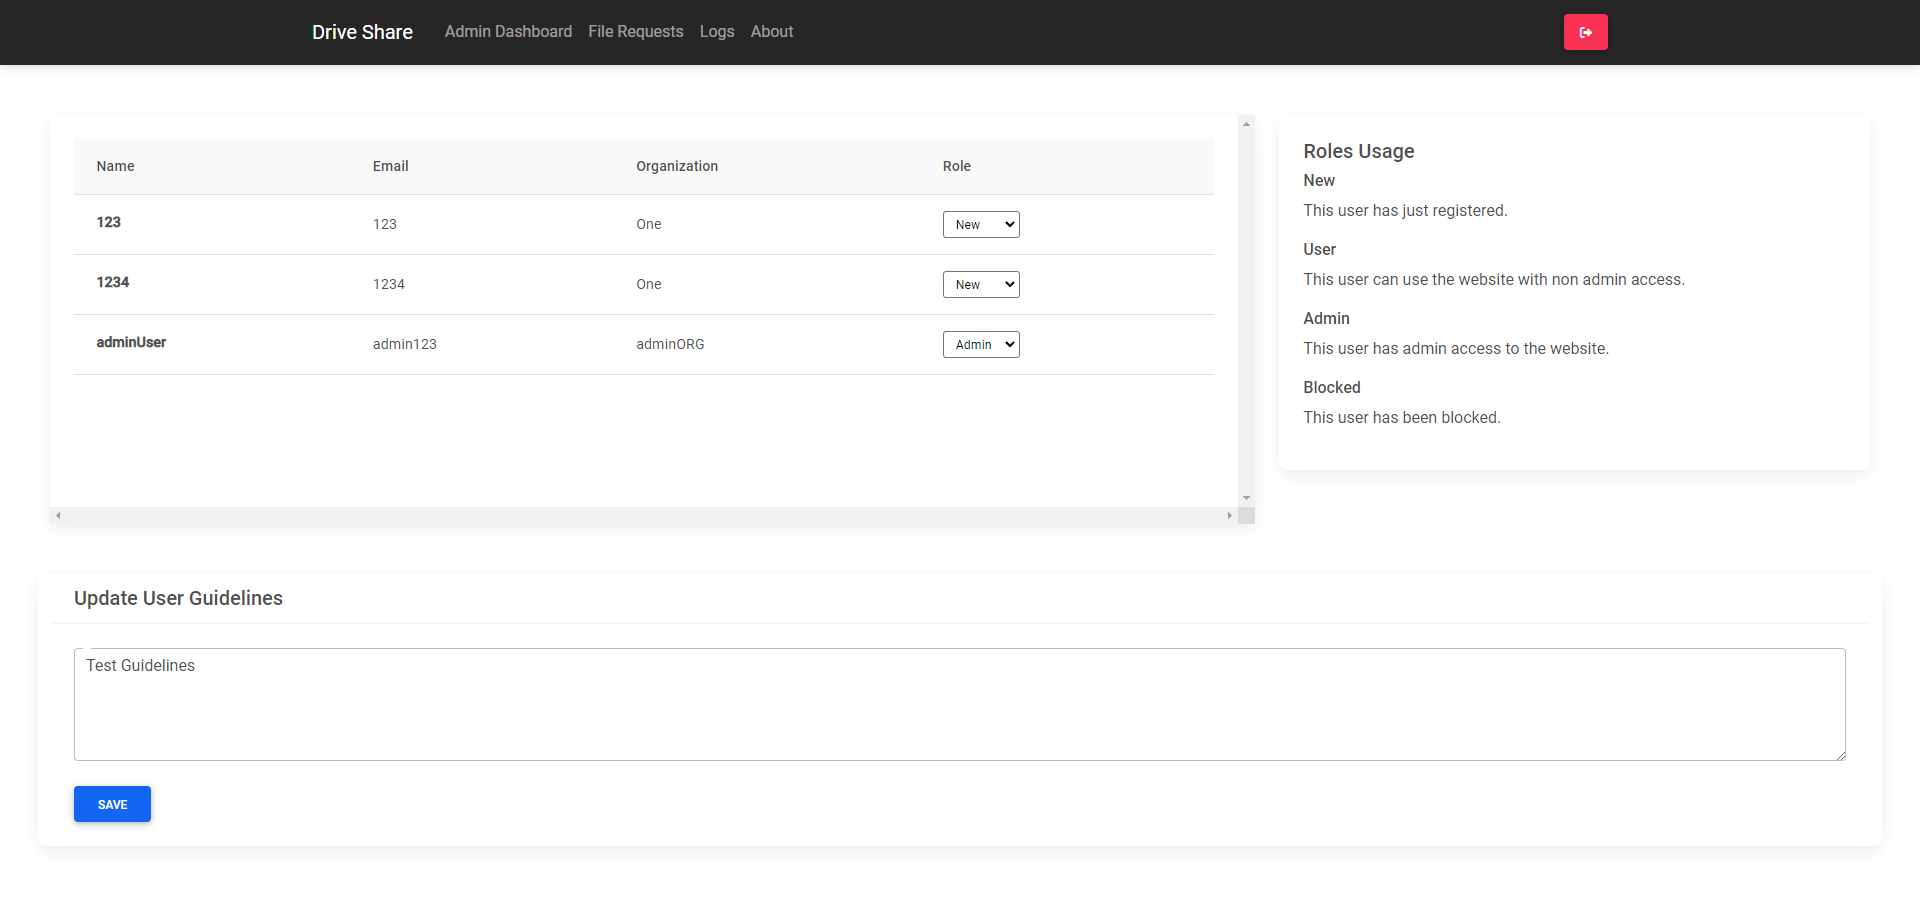 Drive Share Admin Dashboard File Requests Logs About
Name Email Organization Role
123 123 One New
1234 1234 One New
adminUser admin123 adminORG Admin
Roles Usage
New
This user has just registered.
User
This user can use the website with non admin access.
Admin
This user has admin access to the website.
Blocked
This user has been blocked.
Update User Guidelines
Test Guidelines
SAVE